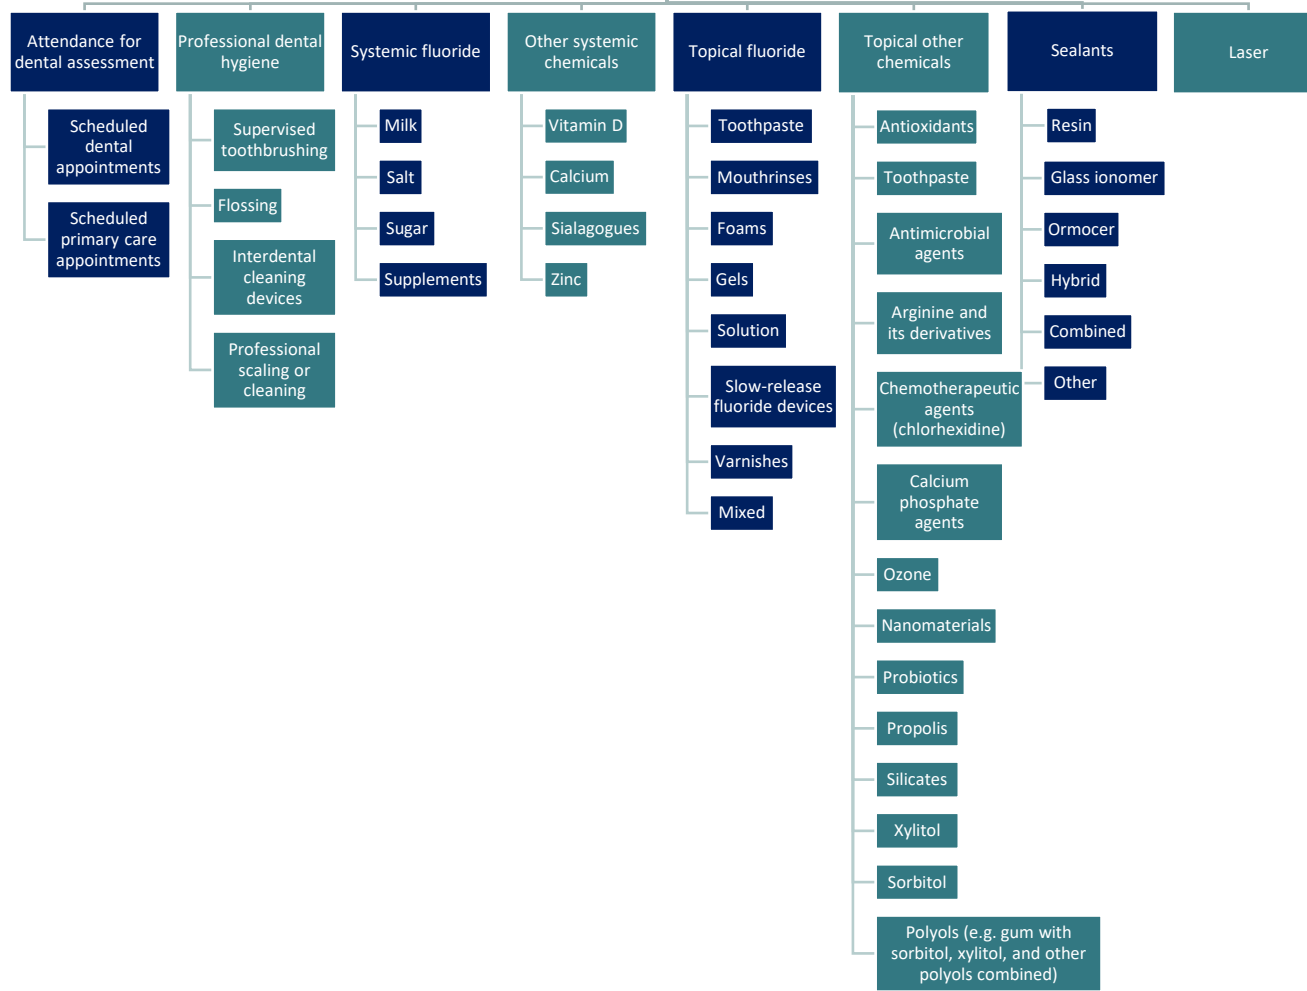 Attendance for
dental assessment
Scheduled
dental
appointments
Scheduled
primary care
appointments
Professional dental
hygiene
Supervised
toothbrushing
Flossing
Interdental
cleaning
devices
Professional
scaling or
cleaning
Systemic fluoride
Milk
Salt
Sugar
Supplements
Other systemic
chemicals
Vitamin D
Calcium
Sialagogues
Zinc
Topical fluoride
Toothpaste
Mouthrinses
Foams
Gels
Solution
Slow-release
fluoride devices
Varnishes
Mixed
Topical other
chemicals
Antioxidants
Toothpaste
Antimicrobial
agents
Arginine and
its derivatives
Chemotherapeutic
agents
(chlorhexidine)
Calcium
phosphate
agents
Ozone
Nanomaterials
Probiotics
Propolis
Silicates
Xylitol
Sorbitol
Polyols (e.g. gum with
sorbitol, xylitol, and other
polyols combined)
Sealants
Resin
Glass ionomer
Ormocer
Hybrid
Combined
Other
Laser